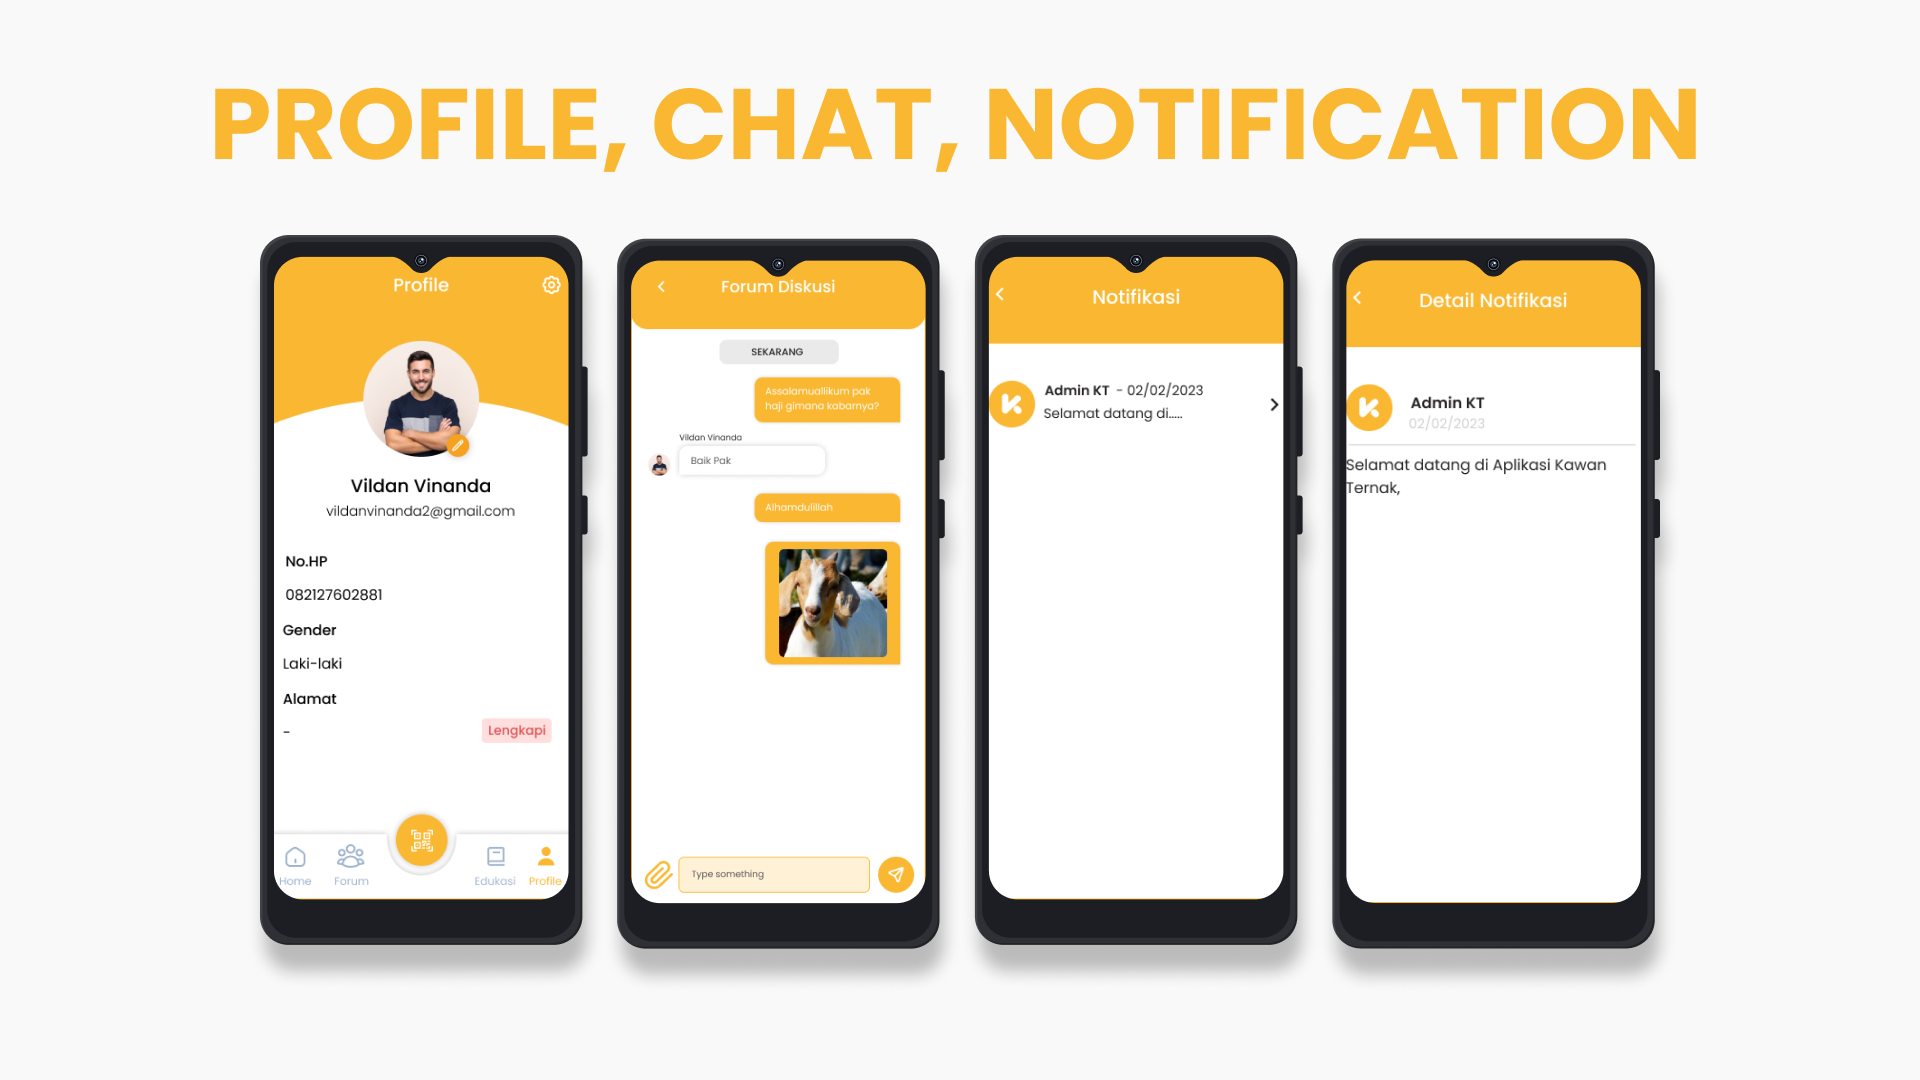 PROFILE, CHAT, NOTIFICATION
Profile
Vildan Vinanda
vildanvinanda2@gmail.com
No.HP
082127602881
Gender
Laki-laki
Alamat
-
Lengkapi
Home
Forum
Edukasi
Profile
Forum Diskusi
SEKARANG
Assalamuallikum pak
haji gimana kabarnya?
Vildan Vinanda
Baik Pak
Alhamdulillah
Type something
Notifikasi
Admin KT - 02/02/2023
Selamat datang di.....
Detail Notifikasi
Admin KT
02/02/2023
Selamat datang di Aplikasi Kawan
Ternak,